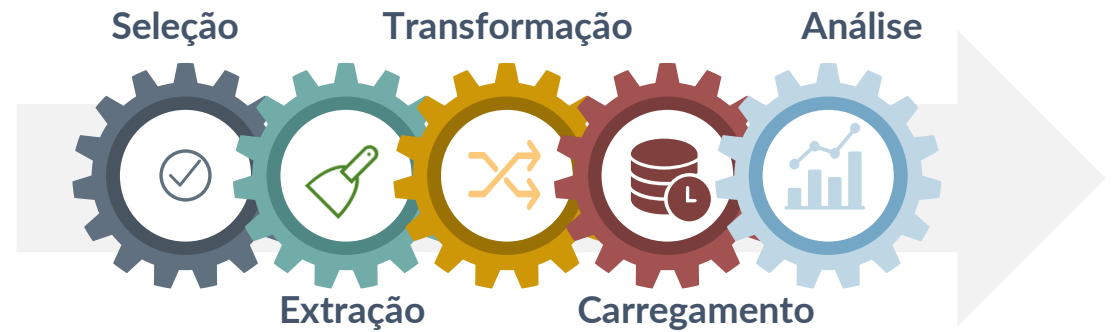 Seleção
Transformação
Análise
Extração
Carregamento